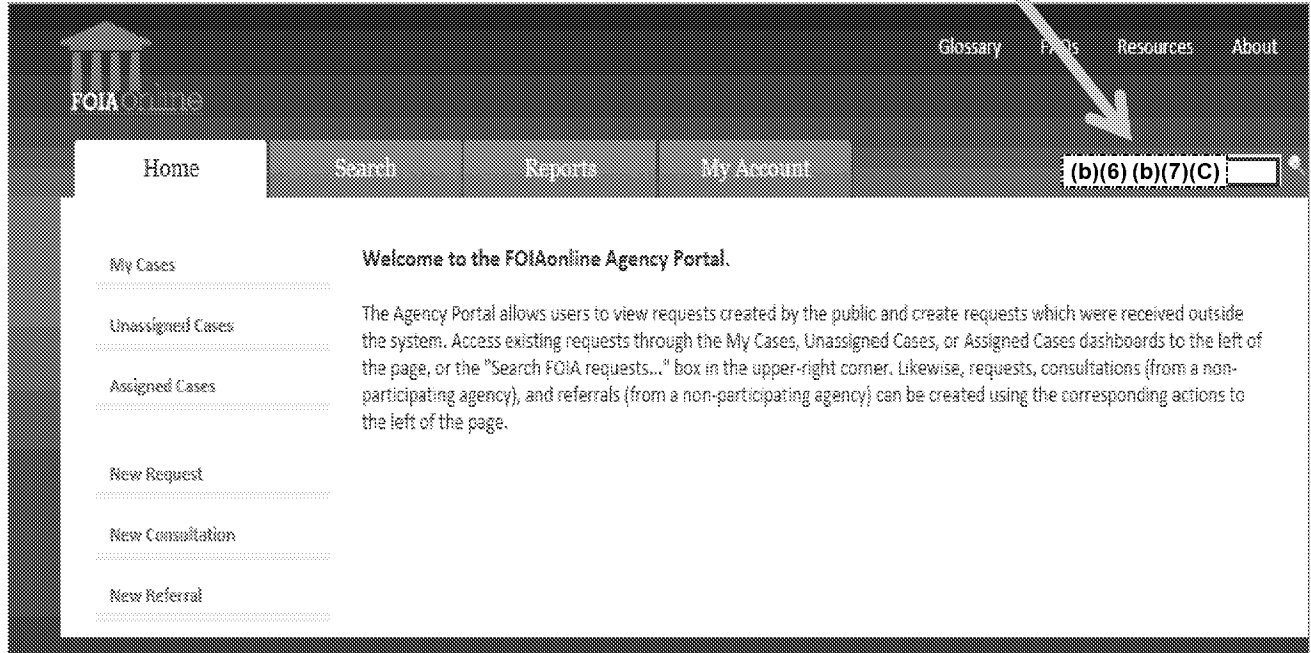 Glossary FAQs Resources About
FOIAonline
Home Search Reports My Account
(b)(6) (b)(7)(C)
My Cases
Unassigned Cases
Assigned Cases
New Request
New Consultation
New Referral
Welcome to the FOIAonline Agency Portal.
The Agency Portal allows users to view requests created by the public and create requests which were received outside
the system. Access existing requests through the My Cases, Unassigned Cases, or Assigned Cases dashboards to the left of
the page, or the "Search FOIA requests..." box in the upper-right corner. Likewise, requests, consultations (from a non-
participating agency), and referrals (from a non-participating agency) can be created using the corresponding actions to
the left of the page.